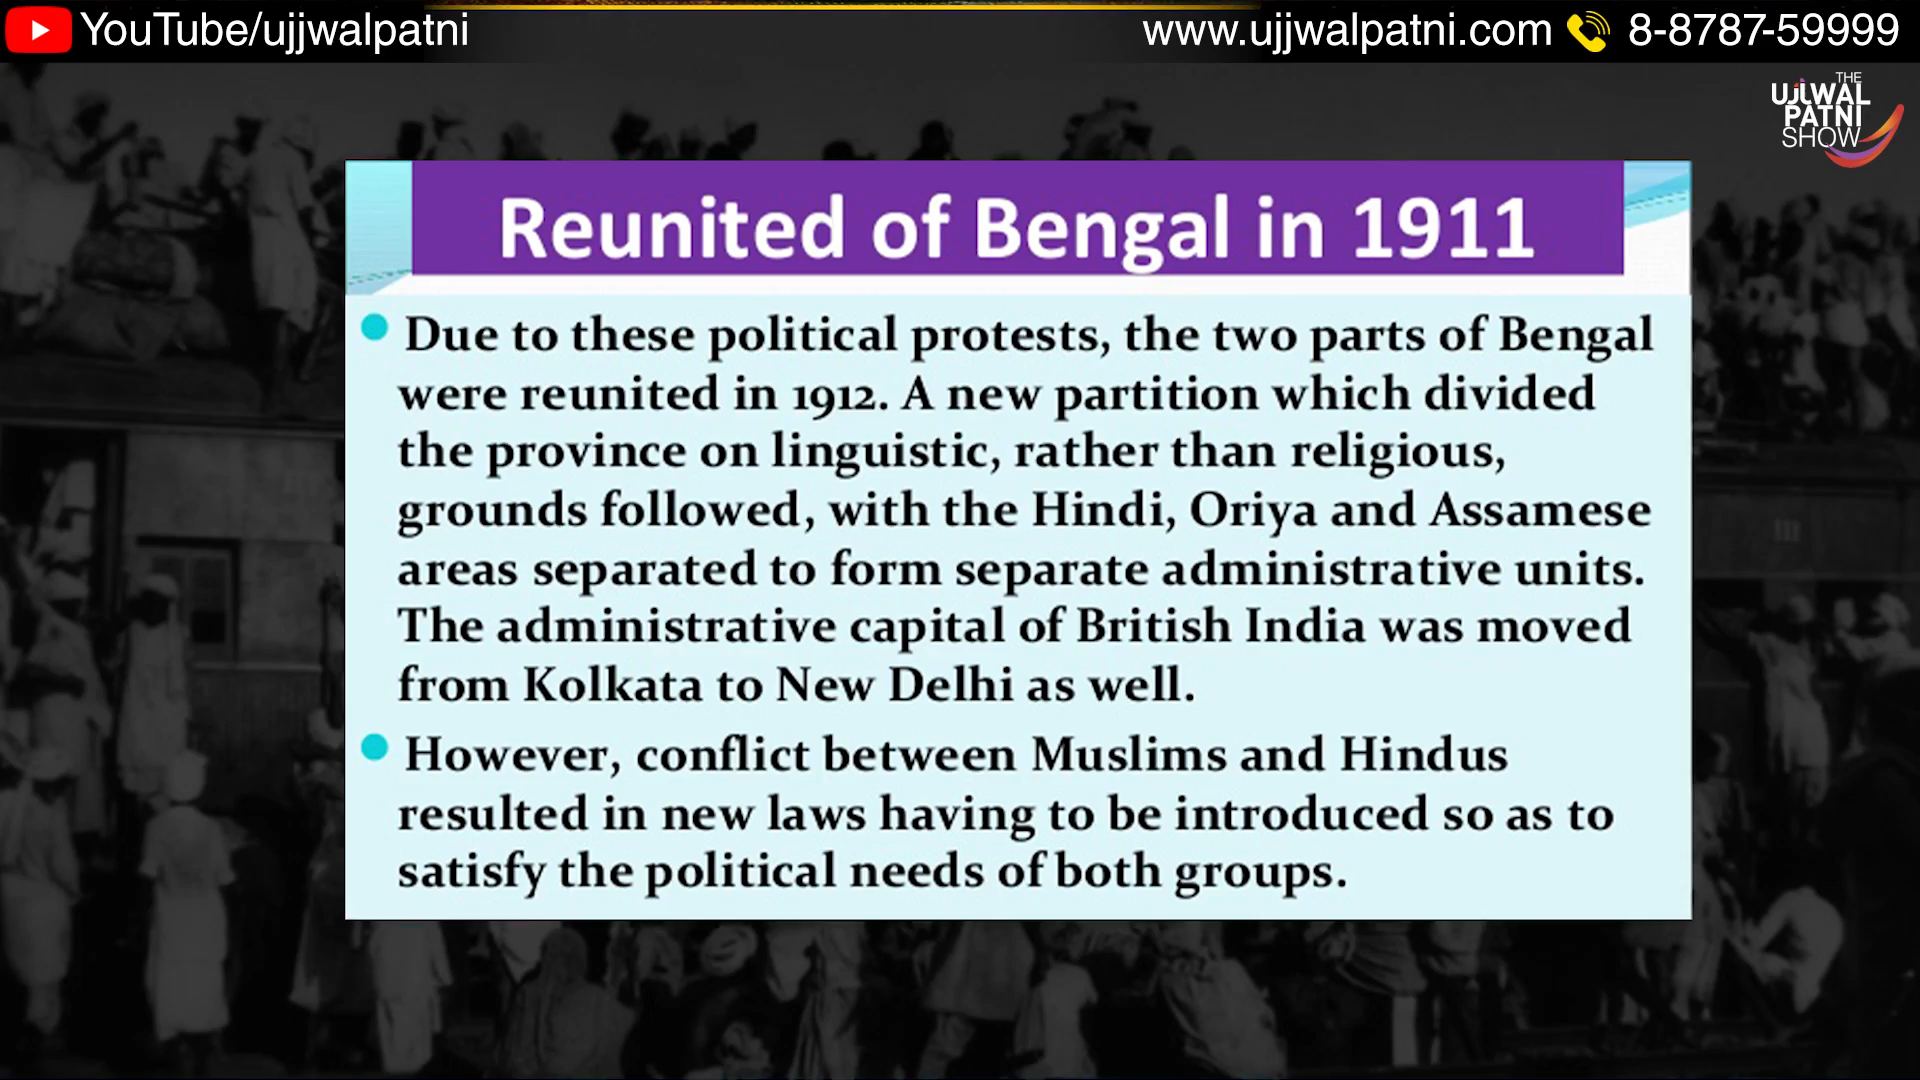 YouTube/ujjwalpatni
www.ujjwalpatni.com 8-8787-59999
THE
UJJWAL
PATNI
SHOW
Reunited of Bengal in 1911
Due to these political protests, the two parts of Bengal
were reunited in 1912. A new partition which divided
the province on linguistic, rather than religious,
grounds followed, with the Hindi, Oriya and Assamese
areas separated to form separate administrative units.
The administrative capital of British India was moved
from Kolkata to New Delhi as well.
However, conflict between Muslims and Hindus
resulted in new laws having to be introduced so as to
satisfy the political needs of both groups.